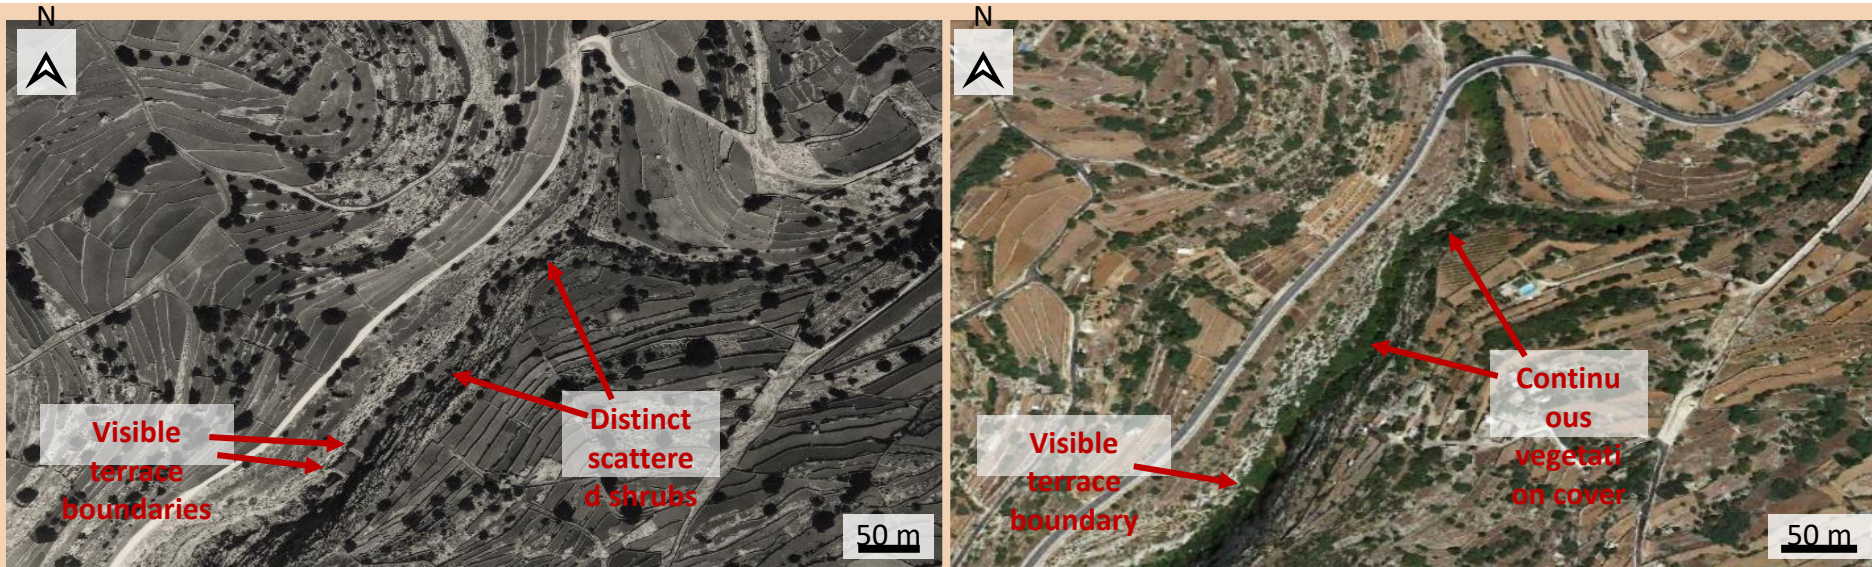 N
Visible
terrace
boundaries
Distinct
scattere
d shrubs
50 m
N
Visible
terrace
boundary
Continu
ous
vegetati
on cover
50 m